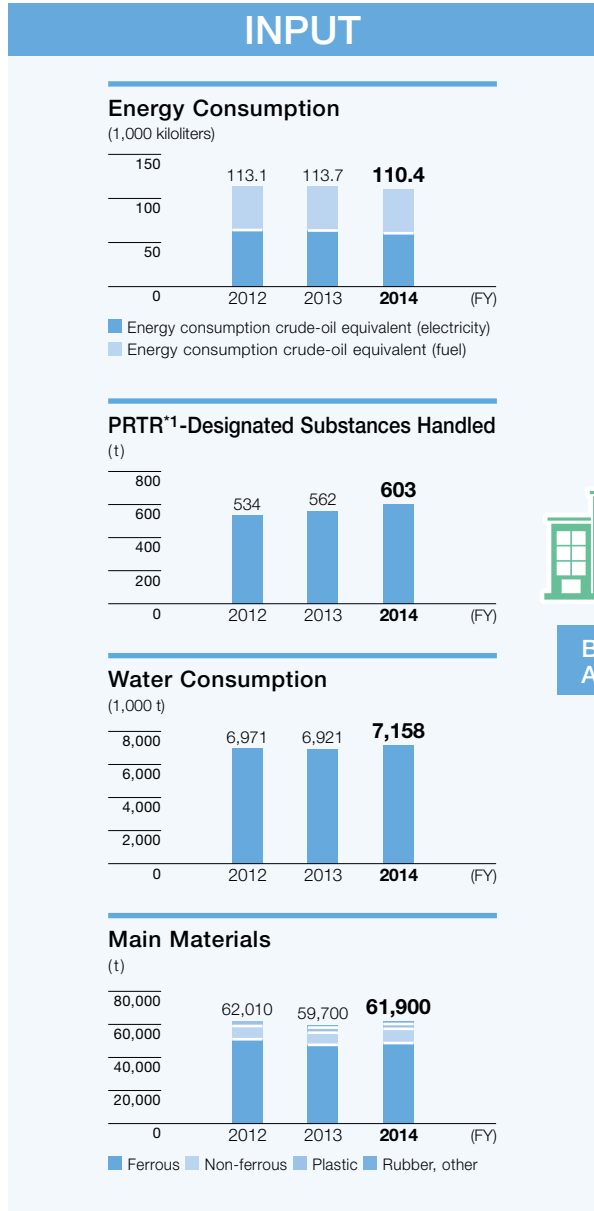 INPUT
Energy Consumption
(1,000 kiloliters)
150
100
50
0
113.1
113.7
110.4
2012
2013
2014
(FY)
Energy consumption crude-oil equivalent (electricity)
Energy consumption crude-oil equivalent (fuel)
PRTR*1-Designated Substances Handled
(t)
800
600
400
200
0
534
562
603
2012
2013
2014
(FY)
B
A
Water Consumption
(1,000 t)
8,000
6,000
4,000
2,000
0
6,971
6,921
7,158
2012
2013
2014
(FY)
Main Materials
(t)
80,000
60,000
40,000
20,000
0
62,010
59,700
61,900
2012
2013
2014
(FY)
Ferrous Non-ferrous Plastic Rubber, other